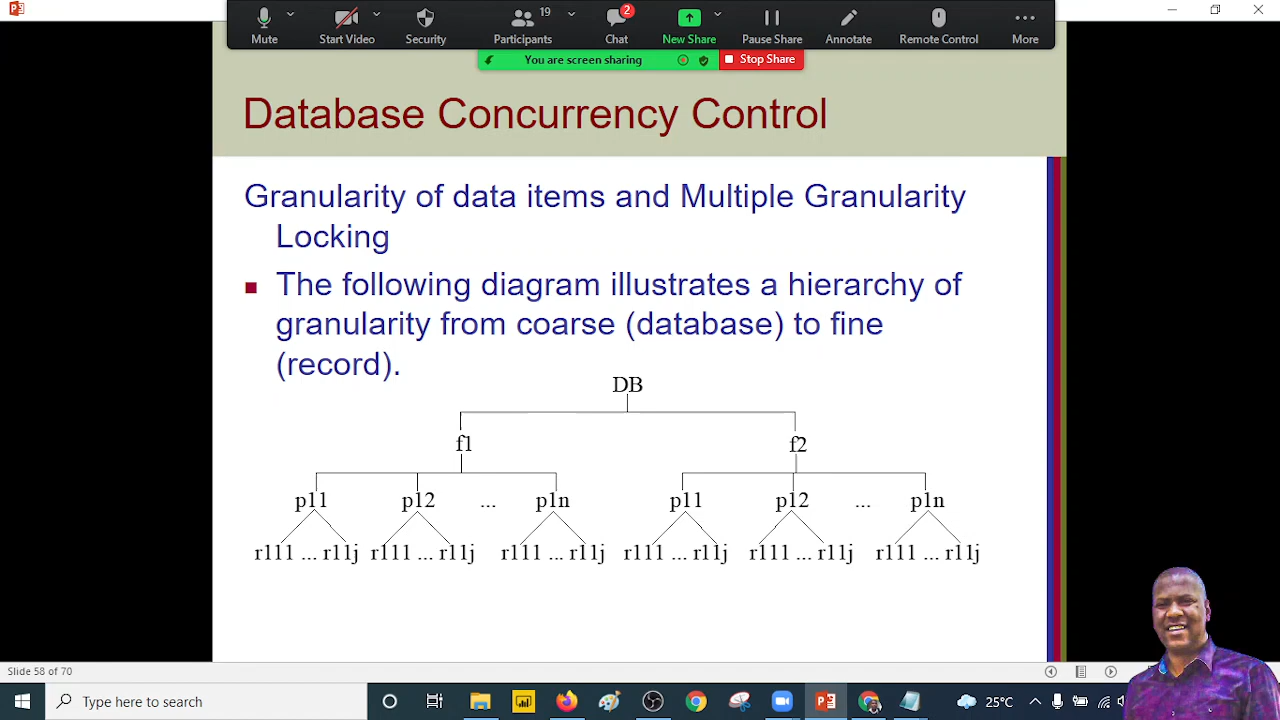 19
2
Mute
Start Video
Security
Participants
Chat
New Share
Pause Share
Annotate
Remote Control
More
You are screen sharing
Stop Share
Database Concurrency Control
Granularity of data items and Multiple Granularity
Locking
The following diagram illustrates a hierarchy of
granularity from coarse (database) to fine
(record).
DB
f1 f2
p11 p12 ... p1n p11 p12 ... p1n
r111 ... r11j r111 ... r11j r111 ... r11j r111 ... r11j r111 ... r11j r111 ... r11j
Slide 58 of 70
Type here to search
25°C